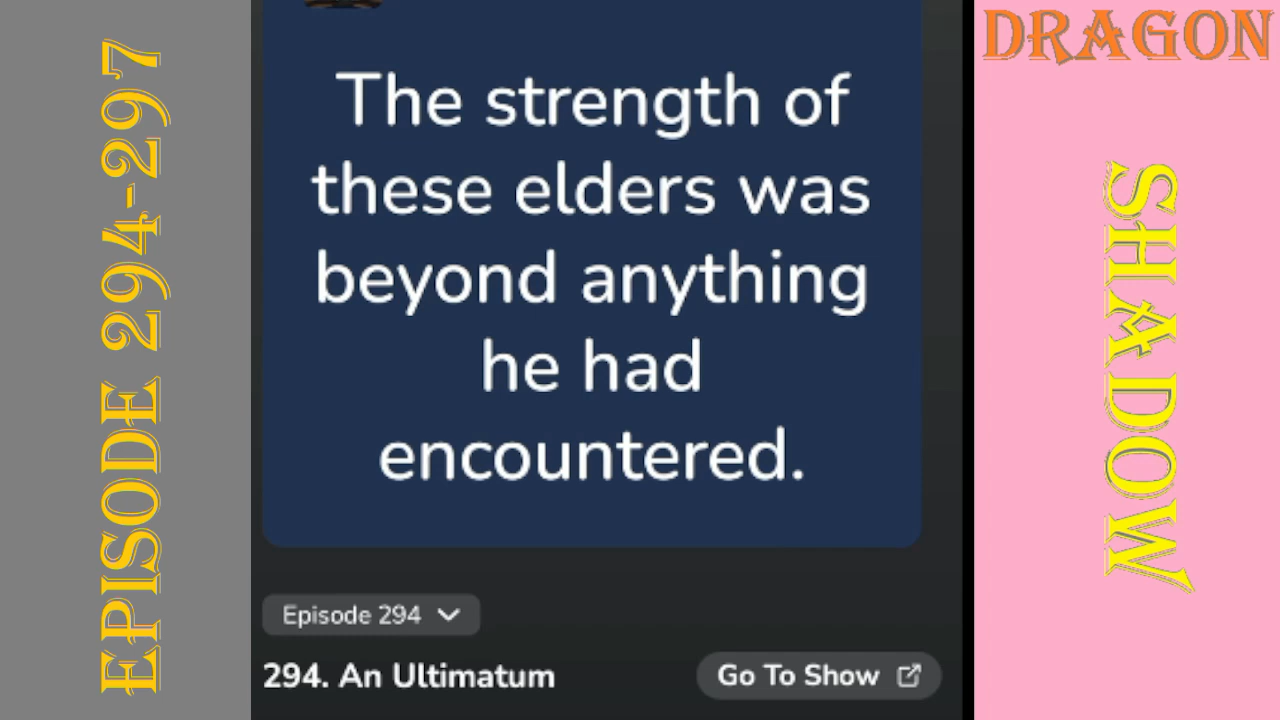 EPISODE 294-297
The strength of
these elders was
beyond anything
he had
encountered.
Episode 294
294. An Ultimatum
Go To Show
DRAGON
SHADOW